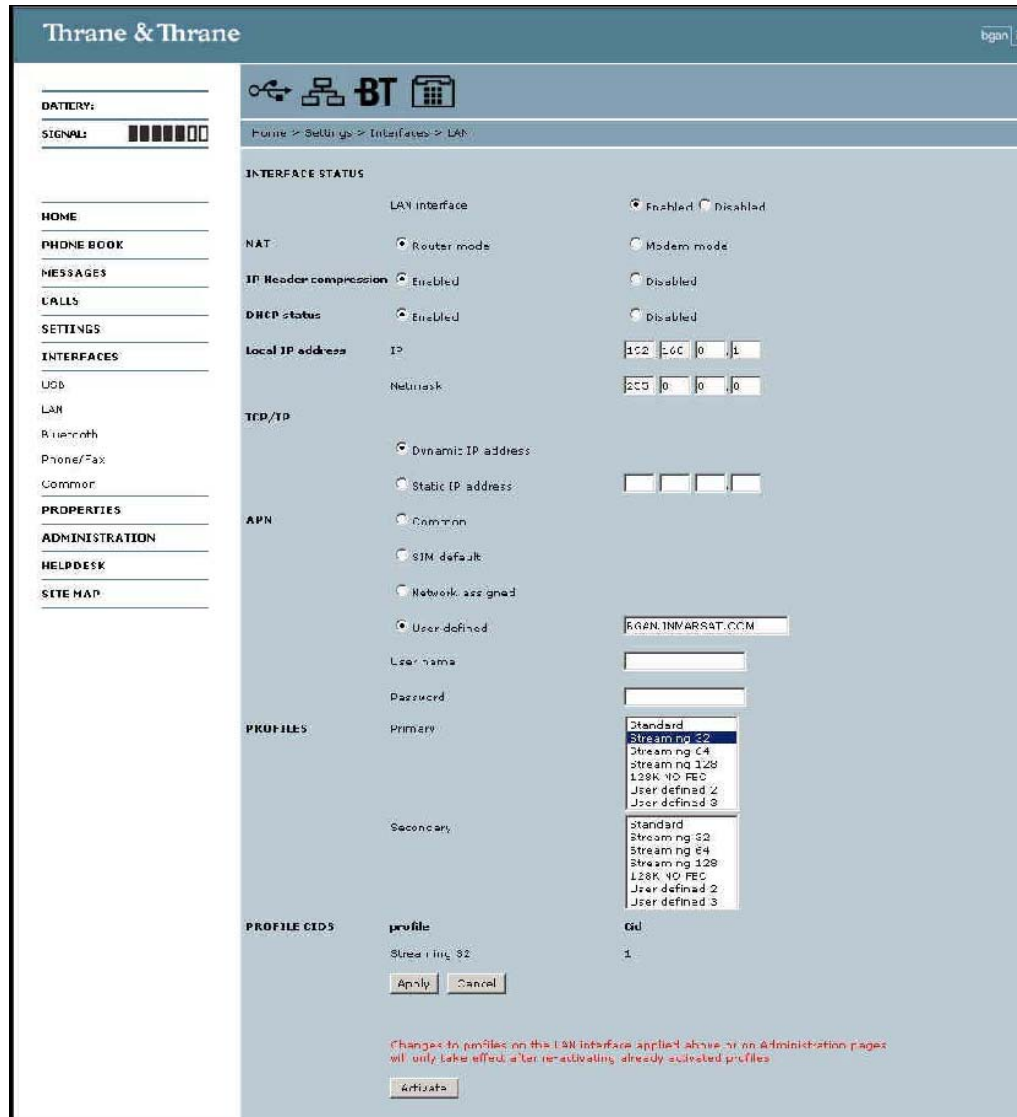 Thrane & Thrane
bgan
BT
BATTERY:
SIGNAL:
Home > Settings > Interfaces > LAN
INTERFACE STATUS
LAN interface Enabled Disabled
HOME
PHONE BOOK
MESSAGES
CALLS
SETTINGS
INTERFACES
USB
LAN
Bluetooth
Phone/Fax
Common
PROPERTIES
ADMINISTRATION
HELPDESK
SITE MAP
NAT Router mode Modem mode
IP Header compression Enabled Disabled
DHCP status Enabled Disabled
Local IP address IP 192 168 0 .1
Netmask 255 0 0 .0
TCP/IP
Dynamic IP address
Static IP address .
APN Common
SIM default
Network assigned
User-defined BGAN.INMARSAT.COM
User name
Password
PROFILES Primary
Standard
Streaming 32
Streaming 64
Streaming 128
128K NO FEC
User defined 2
User defined 3
Secondary
Standard
Streaming 32
Streaming 64
Streaming 128
128K NO FEC
User defined 2
User defined 3
PROFILE CIDS profile Cid
Streaming 32 1
Apply Cancel
Changes to profiles on the LAN interface applied above or on Administration pages
will only take effect after re-activating already activated profiles
Activate